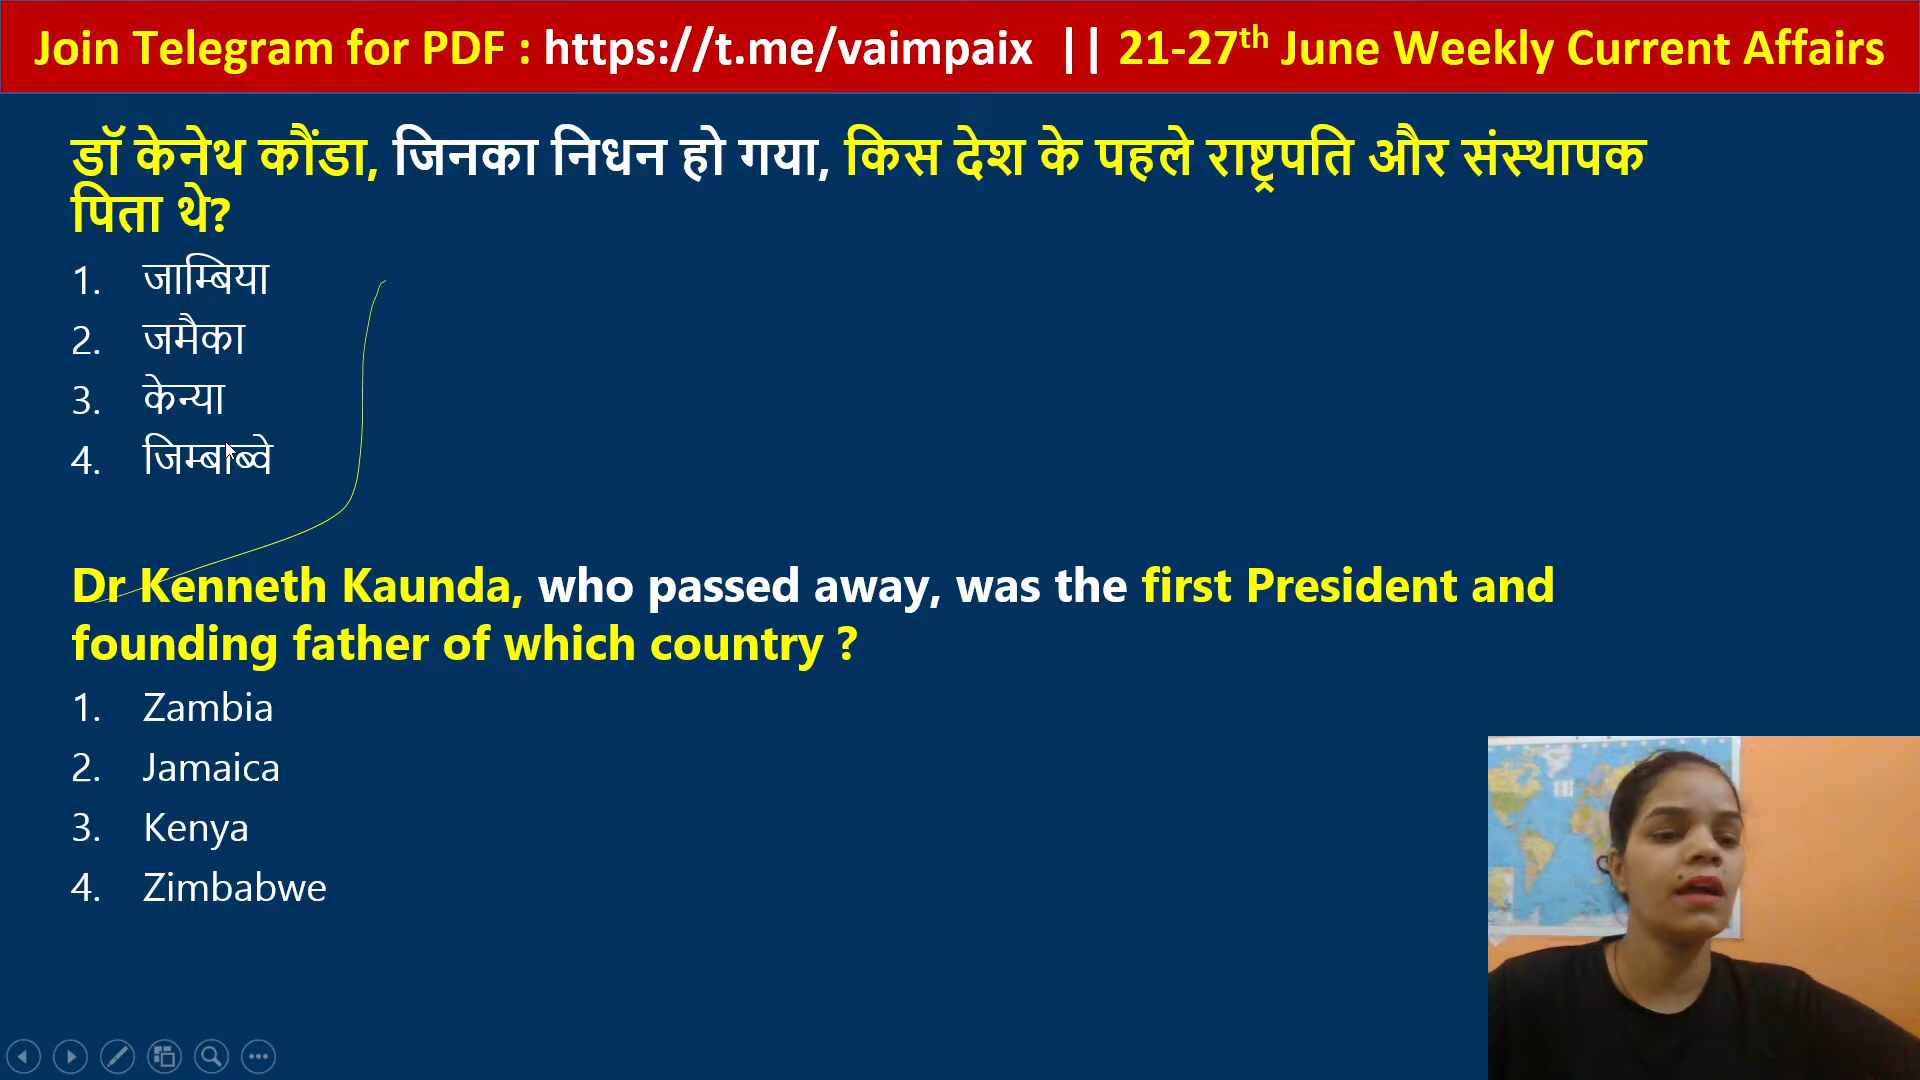 Join Telegram for PDF : https://t.me/vaimpaix || 21-27th June Weekly Current Affairs
डॉ केनेथ कौंडा, जिनका निधन हो गया, किस देश के पहले राष्ट्रपति और संस्थापक
पिता थे?
1. जाम्बिया
2. जमैका
3. केन्या
4. जिम्बाब्वे
Dr Kenneth Kaunda, who passed away, was the first President and
founding father of which country ?
1. Zambia
2. Jamaica
3. Kenya
4. Zimbabwe